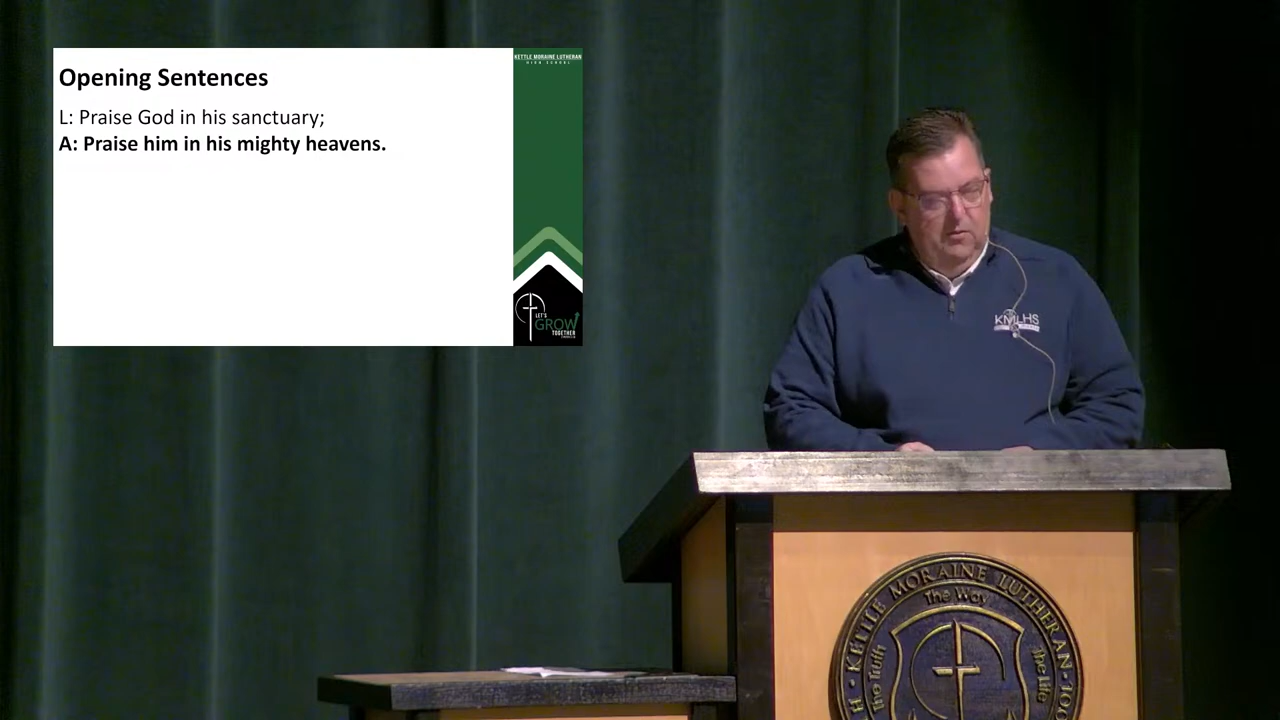 Opening Sentences
L: Praise God in his sanctuary;
A: Praise him in his mighty heavens.
KETTLE MORAINE LUTHERAN
HIGH SCHOOL
LET'S
GROW
TOGETHER
KMLHS
KETTLE MORAINE LUTHERAN
The Way
The Truth
The Life